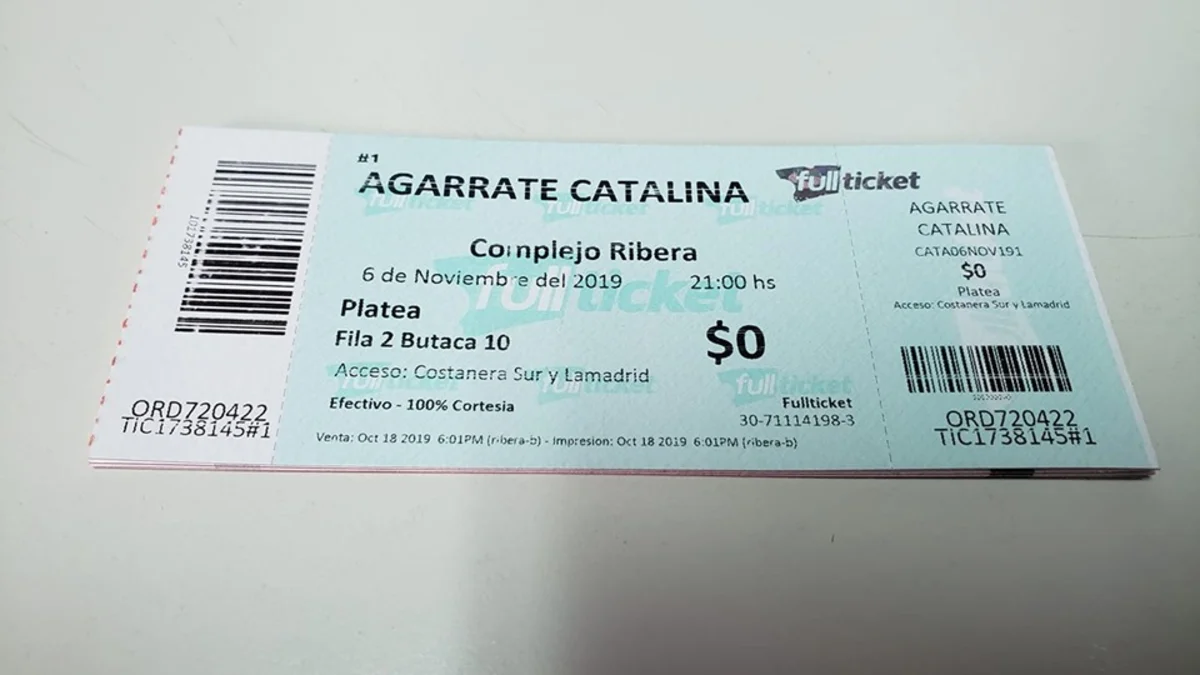 101738145
ORD720422
TIC1738145#1
#1
AGARRATE CATALINA
fullticket
Complejo Ribera
6 de Noviembre del 2019 21:00 hs
Platea
Fila 2 Butaca 10
$0
Acceso: Costanera Sur y Lamadrid
Efectivo - 100% Cortesia
Fullticket
30-71114198-3
Venta: Oct 18 2019 6:01PM (ribera-b) - Impresion: Oct 18 2019 6:01PM (ribera-b)
AGARRATE
CATALINA
CATA06NOV191
$0
Platea
Acceso: Costanera Sur y Lamadrid
ORD720422
TIC1738145#1